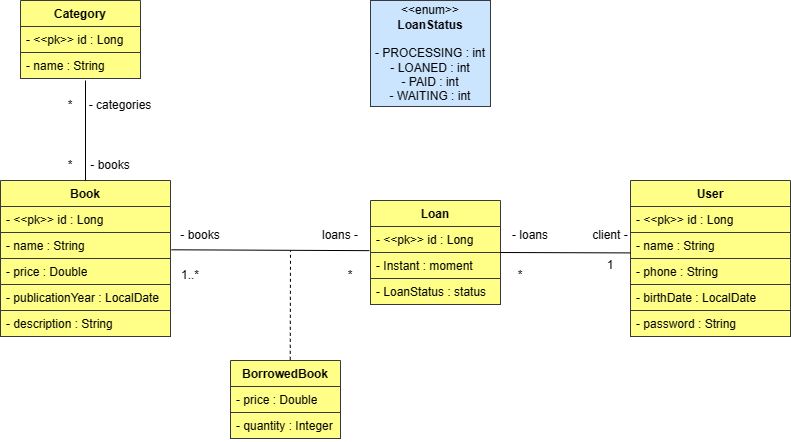 Category
- <<pk>> id : Long
- name : String
<<enum>>
LoanStatus
- PROCESSING : int
- LOANED : int
- PAID : int
- WAITING : int
* - categories
* - books
Book
- <<pk>> id : Long
- name : String
- price : Double
- publicationYear : LocalDate
- description : String
- books
1..*
loans -
*
Loan
- <<pk>> id : Long
- Instant : moment
- LoanStatus : status
- loans
*
client -
1
User
- <<pk>> id : Long
- name : String
- phone : String
- birthDate : LocalDate
- password : String
BorrowedBook
- price : Double
- quantity : Integer